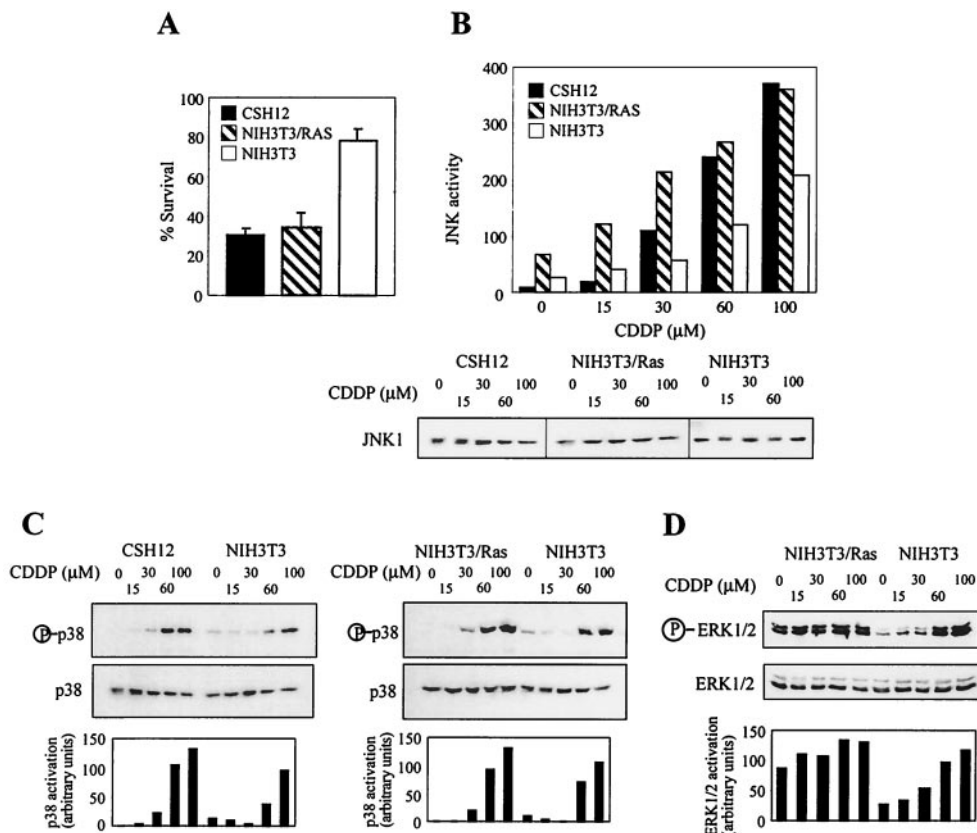 A
B
% Survival
100
80
60
40
20
0
CSH12
NIH3T3/RAS
NIH3T3
JNK activity
400
300
200
100
0
CSH12
NIH3T3/RAS
NIH3T3
0 15 30 60 100
CDDP (μM)
CSH12 NIH3T3/Ras NIH3T3
CDDP (μM) 0 30 100 0 30 100 0 30 100
15 60 15 60 15 60
JNK1
C
CSH12 NIH3T3
CDDP (μM) 0 30 100 0 30 100
15 60 15 60
P-p38
p38
p38 activation
(arbitrary units)
150
100
50
0
NIH3T3/Ras NIH3T3
CDDP (μM) 0 30 100 0 30 100
15 60 15 60
P-p38
p38
p38 activation
(arbitrary units)
150
100
50
0
D
NIH3T3/Ras NIH3T3
CDDP (μM) 0 30 100 0 30 100
15 60 15 60
P-ERK1/2
ERK1/2
ERK1/2 activation
(arbitrary units)
150
100
50
0